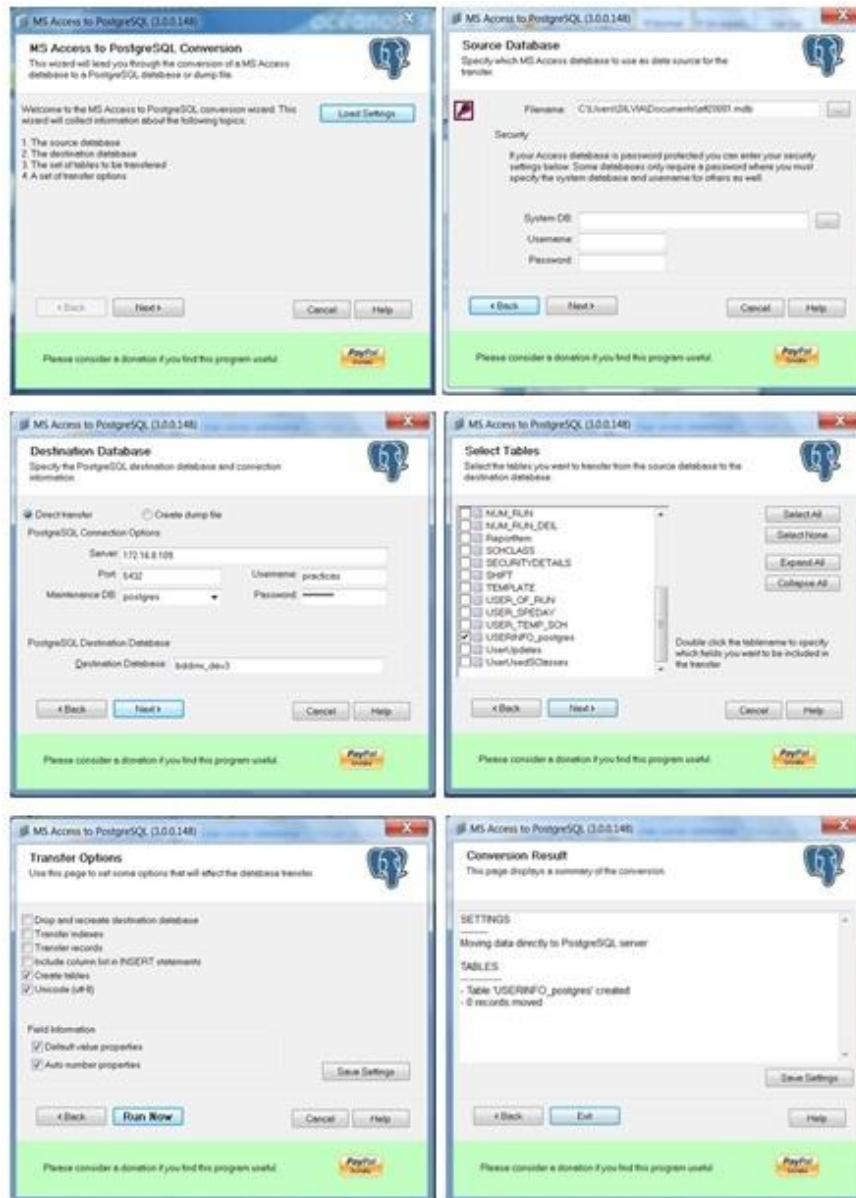 MS Access to PostgreSQL (3.0.0.148)
MS Access to PostgreSQL Conversion
This wizard will lead you through the conversion of a MS Access
database to a PostgreSQL database or dump file.
Welcome to the MS Access to PostgreSQL conversion wizard. This
wizard will collect information about the following topics:
Load Settings
1. The source database
2. The destination database
3. The set of tables to be transferred
4. A set of transfer options
< Back
Next >
Cancel
Help
Please consider a donation if you find this program useful.
PayPal
MS Access to PostgreSQL (3.0.0.148)
Source Database
Specify which MS Access database to use as data source for the
transfer.
Filename:
...
Security
If your Access database is password protected you can enter your security
settings below. Some databases only require a password where you must
specify the system database and username for others as well.
System DB:
...
Username:
Password:
< Back
Next >
Cancel
Help
Please consider a donation if you find this program useful.
PayPal
MS Access to PostgreSQL (3.0.0.148)
Destination Database
Specify the PostgreSQL destination database and connection
information.
Direct transfer
Create dump file
PostgreSQL Connection Options
Server: 172.16.8.109
Port: 5432
Username: practicas
Maintenance DB: postgres
Password:
PostgreSQL Destination Database
Destination Database:
< Back
Next >
Cancel
Help
Please consider a donation if you find this program useful.
PayPal
MS Access to PostgreSQL (3.0.0.148)
Select Tables
Select the tables you want to transfer from the source database to the
destination database.
NUM_RUN
NUM_RUN_DEIL
ReportItem
SCHCLASS
SECURITYDETAILS
SHIFT
TEMPLATE
USER_OF_RUN
USER_SPEDAY
USER_TEMP_SCH
USERINFO_postgres
UserUpdates
UserUsedSClasses
Select All
Select None
Expand All
Collapse All
Double click the tablename to specify
which fields you want to be included in
the transfer
< Back
Next >
Cancel
Help
Please consider a donation if you find this program useful.
PayPal
MS Access to PostgreSQL (3.0.0.148)
Transfer Options
Use this page to set some options that will effect the database transfer.
Drop and recreate destination database
Transfer indexes
Transfer records
Include column list in INSERT statements
Create tables
Unicode (utf-8)
Field Information
Default value properties
Auto number properties
Save Settings
< Back
Run Now
Cancel
Help
Please consider a donation if you find this program useful.
PayPal
MS Access to PostgreSQL (3.0.0.148)
Conversion Result
This page displays a summary of the conversion.
SETTINGS
--------
Moving data directly to PostgreSQL server
TABLES
------------
- Table 'USERINFO_postgres' created
- 0 records moved
Save Settings
< Back
Exit
Help
Please consider a donation if you find this program useful.
PayPal